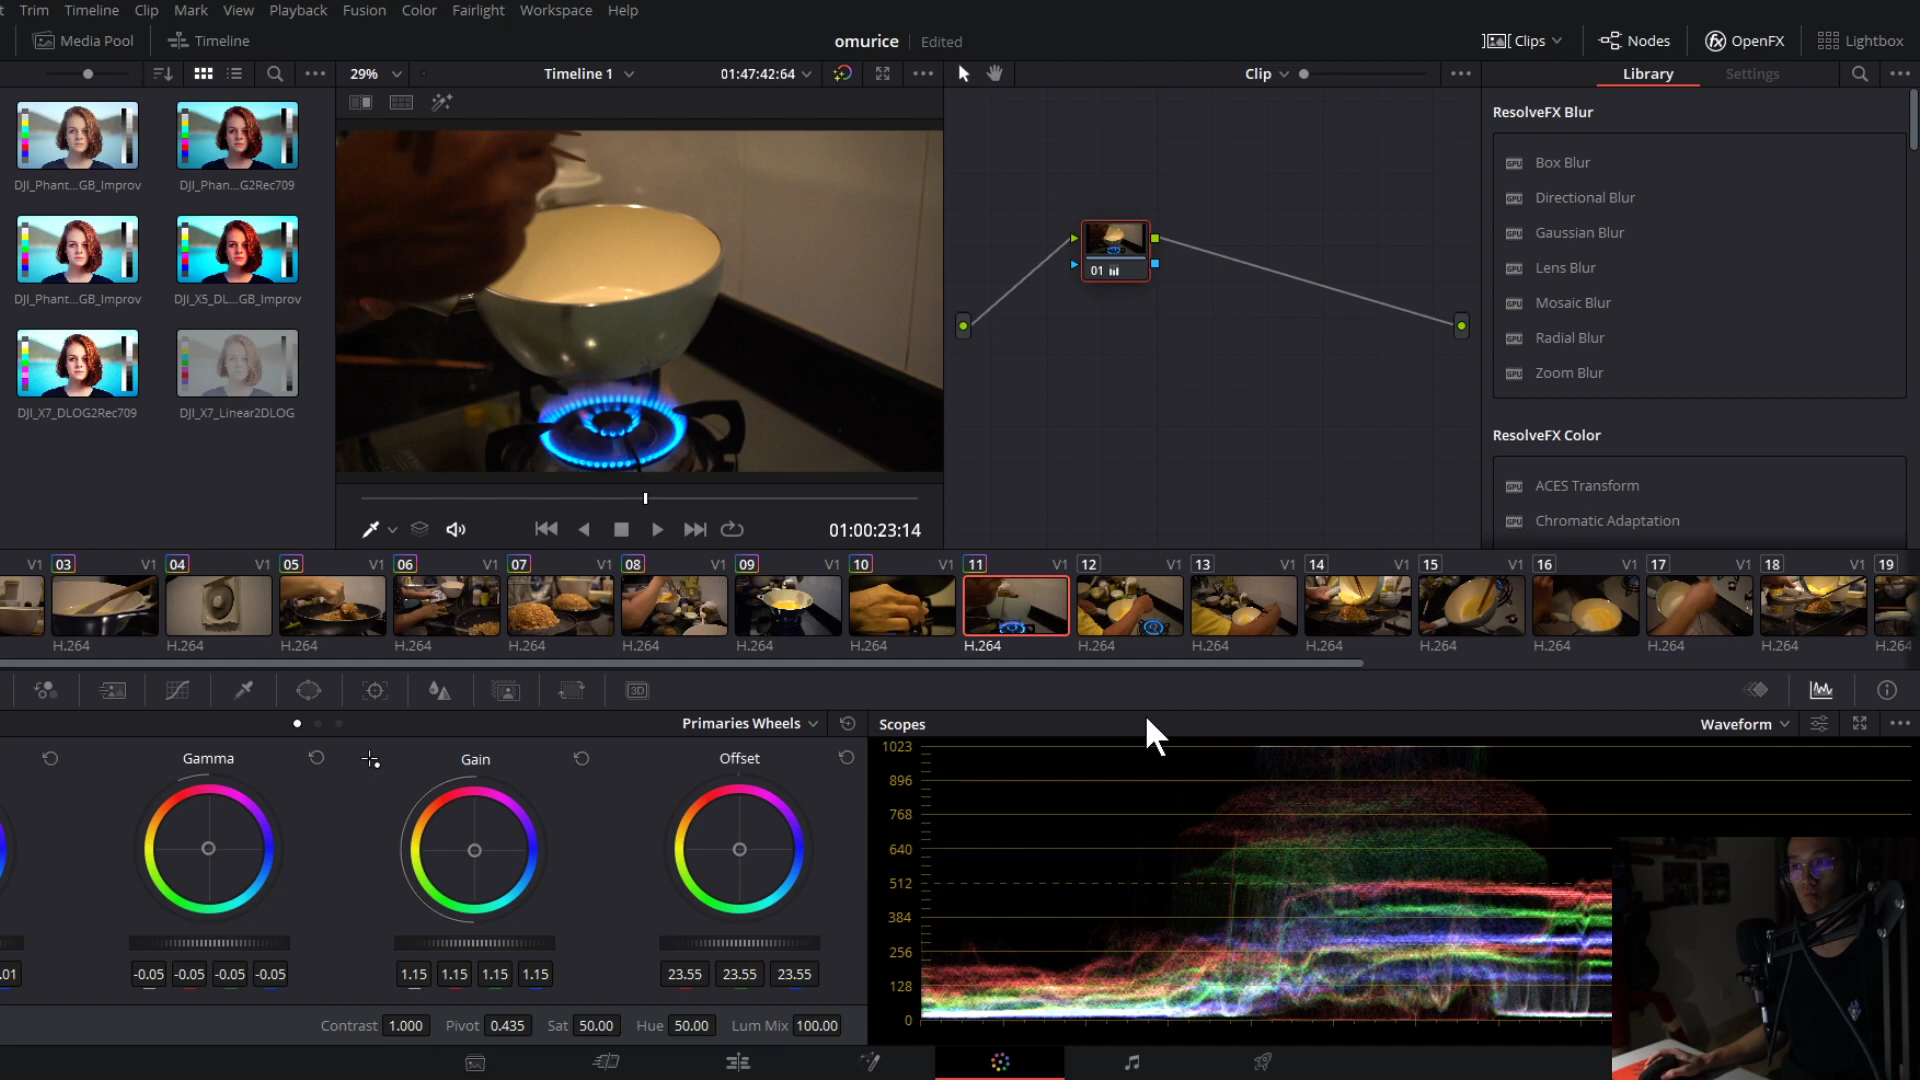 Trim Timeline Clip Mark View Playback Fusion Color Fairlight Workspace Help
Media Pool Timeline omurice Edited Clips Nodes OpenFX Lightbox
29% Timeline 1 01:47:42:64 Clip Library Settings
ResolveFX Blur
Box Blur
DJI_Phant...GB_Improv DJI_Phan...G2Rec709
Directional Blur
Gaussian Blur
Lens Blur
01
DJI_Phant...GB_Improv DJI_X5_DL...GB_Improv
Mosaic Blur
Radial Blur
Zoom Blur
DJI_X7_DLOG2Rec709 DJI_X7_Linear2DLOG
ResolveFX Color
ACES Transform
Chromatic Adaptation
01:00:23:14
V1 03 V1 04 V1 05 V1 06 V1 07 V1 08 V1 09 V1 10 V1 11 V1 12 V1 13 V1 14 V1 15 V1 16 V1 17 V1 18 V1 19
H.264 H.264 H.264 H.264 H.264 H.264 H.264 H.264 H.264 H.264 H.264 H.264 H.264 H.264 H.264 H.264 H.264
3D
Primaries Wheels Scopes Waveform
Gamma Gain Offset
1023
896
768
640
512
384
256
128
0
.01 -0.05 -0.05 -0.05 -0.05 1.15 1.15 1.15 1.15 23.55 23.55 23.55
Contrast 1.000 Pivot 0.435 Sat 50.00 Hue 50.00 Lum Mix 100.00